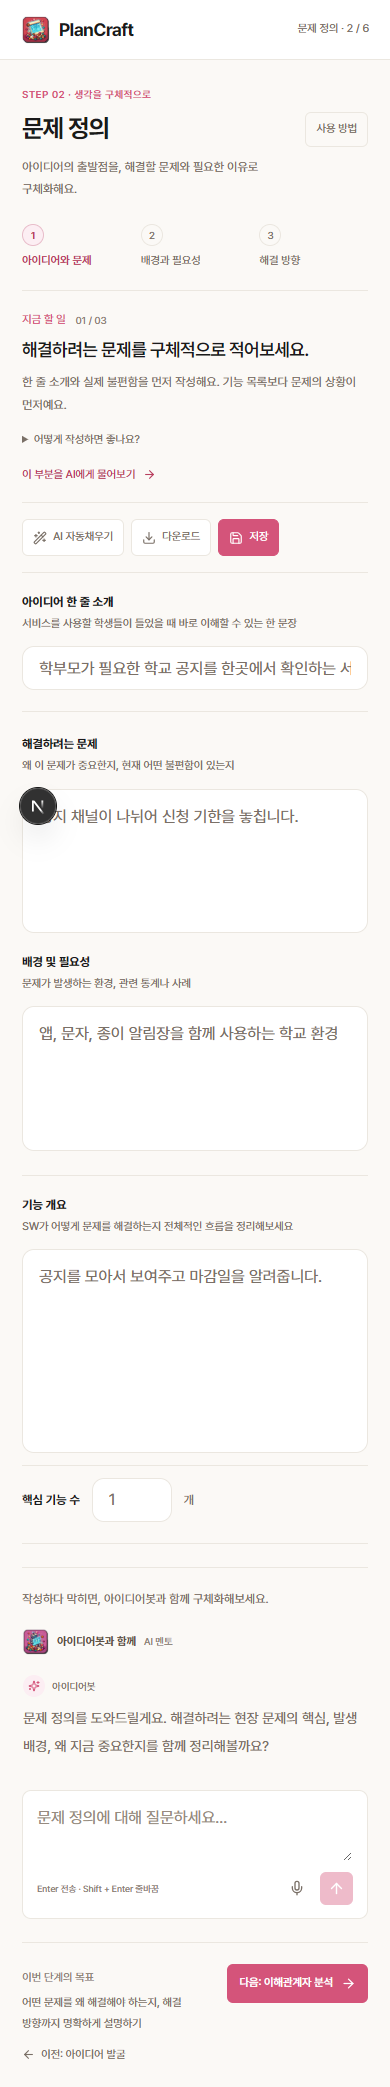 PlanCraft
문제 정의 · 2 / 6
STEP 02 · 생각을 구체적으로
문제 정의
사용 방법
아이디어의 출발점을, 해결할 문제와 필요한 이유로
구체화해요.
1
2
3
아이디어와 문제
배경과 필요성
해결 방향
지금 할 일 01 / 03
해결하려는 문제를 구체적으로 적어보세요.
한 줄 소개와 실제 불편함을 먼저 작성해요. 기능 목록보다 문제의 상황이
먼저예요.
▶ 어떻게 작성하면 좋나요?
이 부분을 AI에게 물어보기 →
AI 자동채우기
다운로드
저장
아이디어 한 줄 소개
서비스를 사용할 학생들이 들었을 때 바로 이해할 수 있는 한 문장
학부모가 필요한 학교 공지를 한곳에서 확인하는
해결하려는 문제
왜 이 문제가 중요한지, 현재 어떤 불편함이 있는지
N
지 채널이 나뉘어 신청 기한을 놓칩니다.
배경 및 필요성
문제가 발생하는 환경, 관련 통계나 사례
앱, 문자, 종이 알림장을 함께 사용하는 학교 환경
기능 개요
SW가 어떻게 문제를 해결하는지 전체적인 흐름을 정리해보세요
공지를 모아서 보여주고 마감일을 알려줍니다.
핵심 기능 수
1
개
작성하다 막히면, 아이디어봇과 함께 구체화해보세요.
아이디어봇과 함께 AI 멘토
아이디어봇
문제 정의를 도와드릴게요. 해결하려는 현장 문제의 핵심, 발생
배경, 왜 지금 중요한지를 함께 정리해볼까요?
문제 정의에 대해 질문하세요...
Enter 전송 · Shift + Enter 줄바꿈
이번 단계의 목표
어떤 문제를 왜 해결해야 하는지, 해결
방향까지 명확하게 설명하기
다음: 이해관계자 분석 →
← 이전: 아이디어 발굴